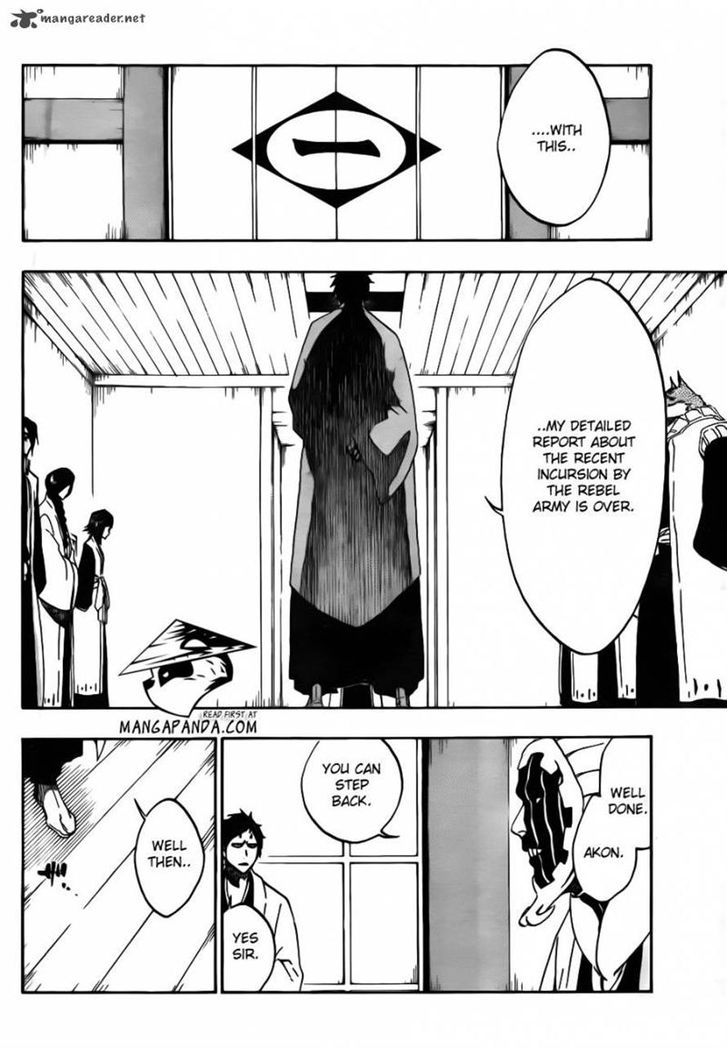 mangareader.net
一
....WITH
THIS..
..MY DETAILED
REPORT ABOUT
THE RECENT
INCURSION BY
THE REBEL
ARMY IS OVER.
READ FIRST AT
MANGAPANDA.COM
WELL
DONE.
AKON.
YOU CAN
STEP
BACK.
YES
SIR.
WELL
THEN..